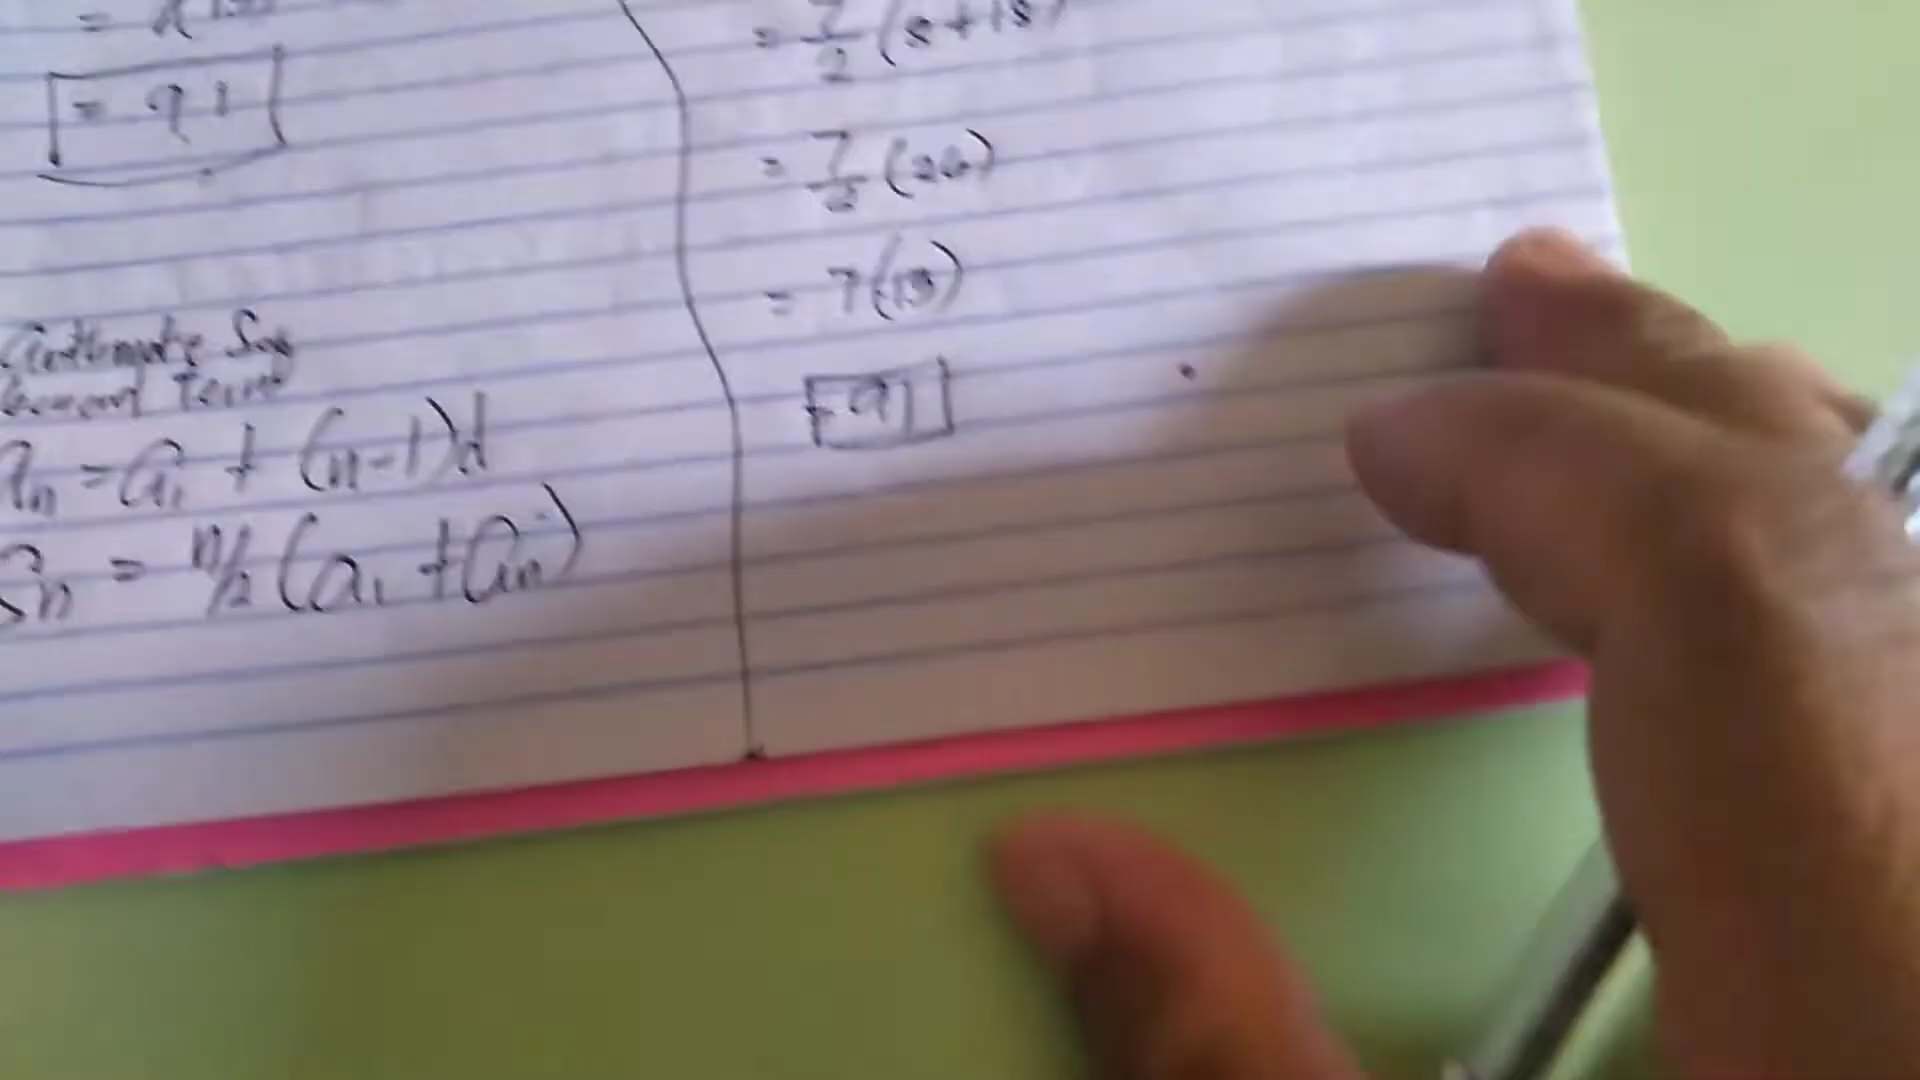 = 91
Arithmetic Seq
General Term
an = a1 + (n-1)d
Sn = n/2 (a1 + an)
= 7/2 (8+18)
= 7/2 (26)
= 7(13)
= 91